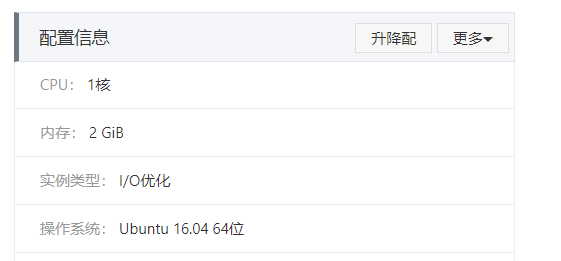 配置信息 升降配 更多
CPU： 1核
内存： 2 GiB
实例类型： I/O优化
操作系统： Ubuntu 16.04 64位